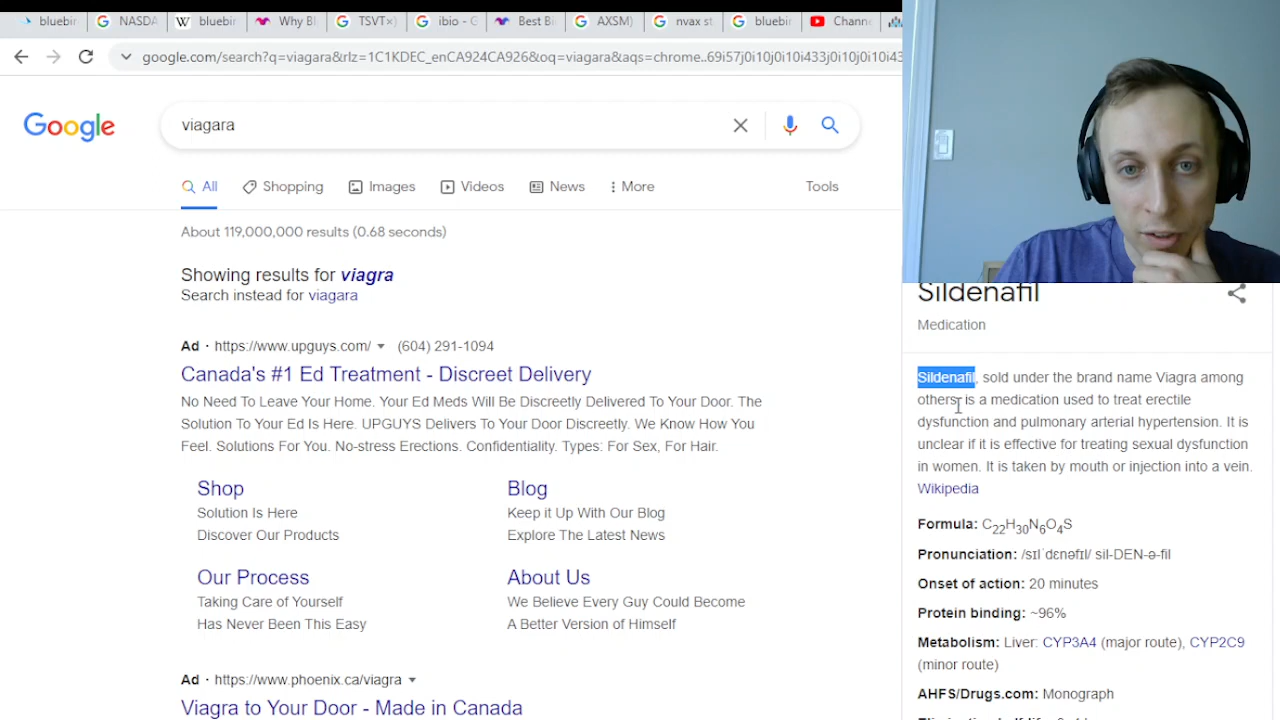 bluebir
NASDA
bluebir
Why Bl
TSVT×)
ibio - G
Best Bi
AXSM)
nvax st
bluebir
Chann
google.com/search?q=viagara&rlz=1C1KDEC_enCA924CA926&oq=viagara&aqs=chrome..69i57j0i10j0i10i433j0i10j0i10i43
Google
viagara
All
Shopping
Images
Videos
News
More
Tools
About 119,000,000 results (0.68 seconds)
Showing results for viagra
Search instead for viagara
Ad · https://www.upguys.com/ (604) 291-1094
Canada's #1 Ed Treatment - Discreet Delivery
No Need To Leave Your Home. Your Ed Meds Will Be Discreetly Delivered To Your Door. The
Solution To Your Ed Is Here. UPGUYS Delivers To Your Door Discreetly. We Know How You
Feel. Solutions For You. No-stress Erections. Confidentiality. Types: For Sex, For Hair.
Shop
Solution Is Here
Discover Our Products
Blog
Keep it Up With Our Blog
Explore The Latest News
Our Process
Taking Care of Yourself
Has Never Been This Easy
About Us
We Believe Every Guy Could Become
A Better Version of Himself
Ad · https://www.phoenix.ca/viagra
Viagra to Your Door - Made in Canada
Sildenafil
Medication
Sildenafil, sold under the brand name Viagra among
others, is a medication used to treat erectile
dysfunction and pulmonary arterial hypertension. It is
unclear if it is effective for treating sexual dysfunction
in women. It is taken by mouth or injection into a vein.
Wikipedia
Formula: C22H30N6O4S
Pronunciation: /sɪlˈdɛnəfɪl/ sil-DEN-ə-fil
Onset of action: 20 minutes
Protein binding: ~96%
Metabolism: Liver: CYP3A4 (major route), CYP2C9
(minor route)
AHFS/Drugs.com: Monograph